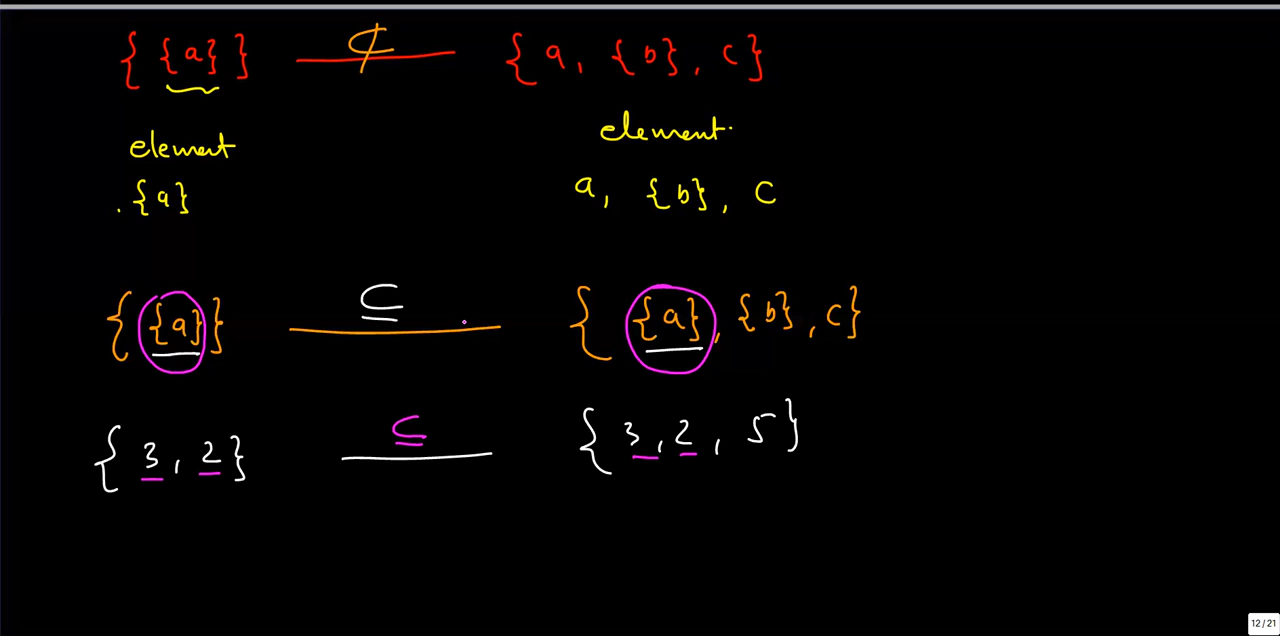 { {a} } ⊄ { a, {b}, c }
element element.
.{a} a, {b}, c
{ {a} } ⊆ { {a}, {b}, c }
{ 3, 2 } ⊆ { 3, 2, 5 }
12/21